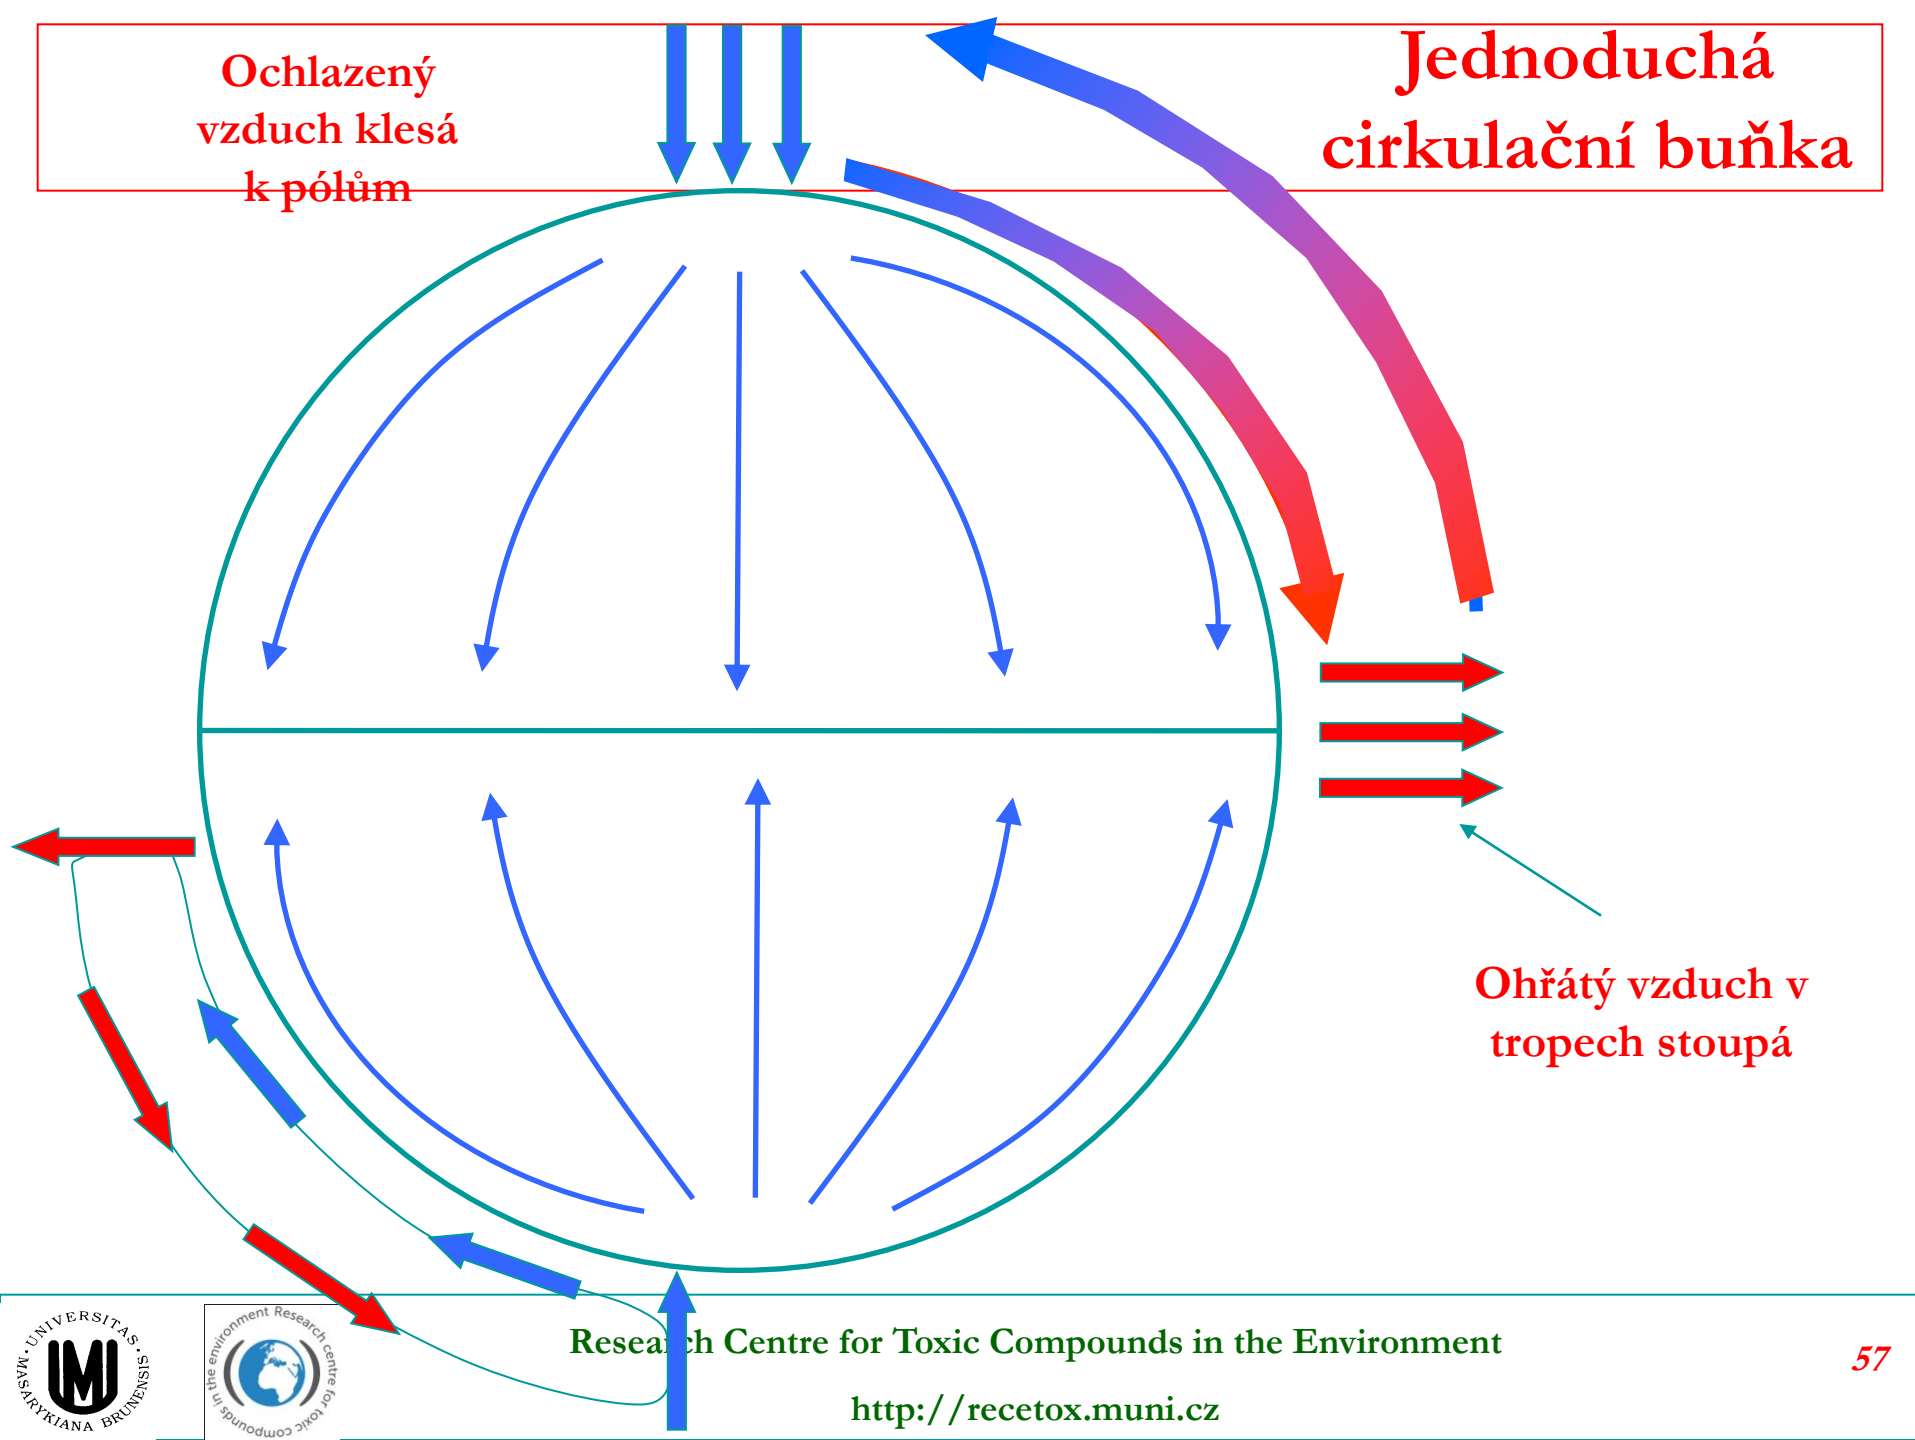 Ochlazený
vzduch klesá
k pólům
Jednoduchá
cirkulační buňka
Ohřátý vzduch v
tropech stoupá
UNIVERSITAS · MASARYKIANA BRUNENSIS ·
Research centre for toxic compounds in the environment
Research Centre for Toxic Compounds in the Environment
http://recetox.muni.cz
57